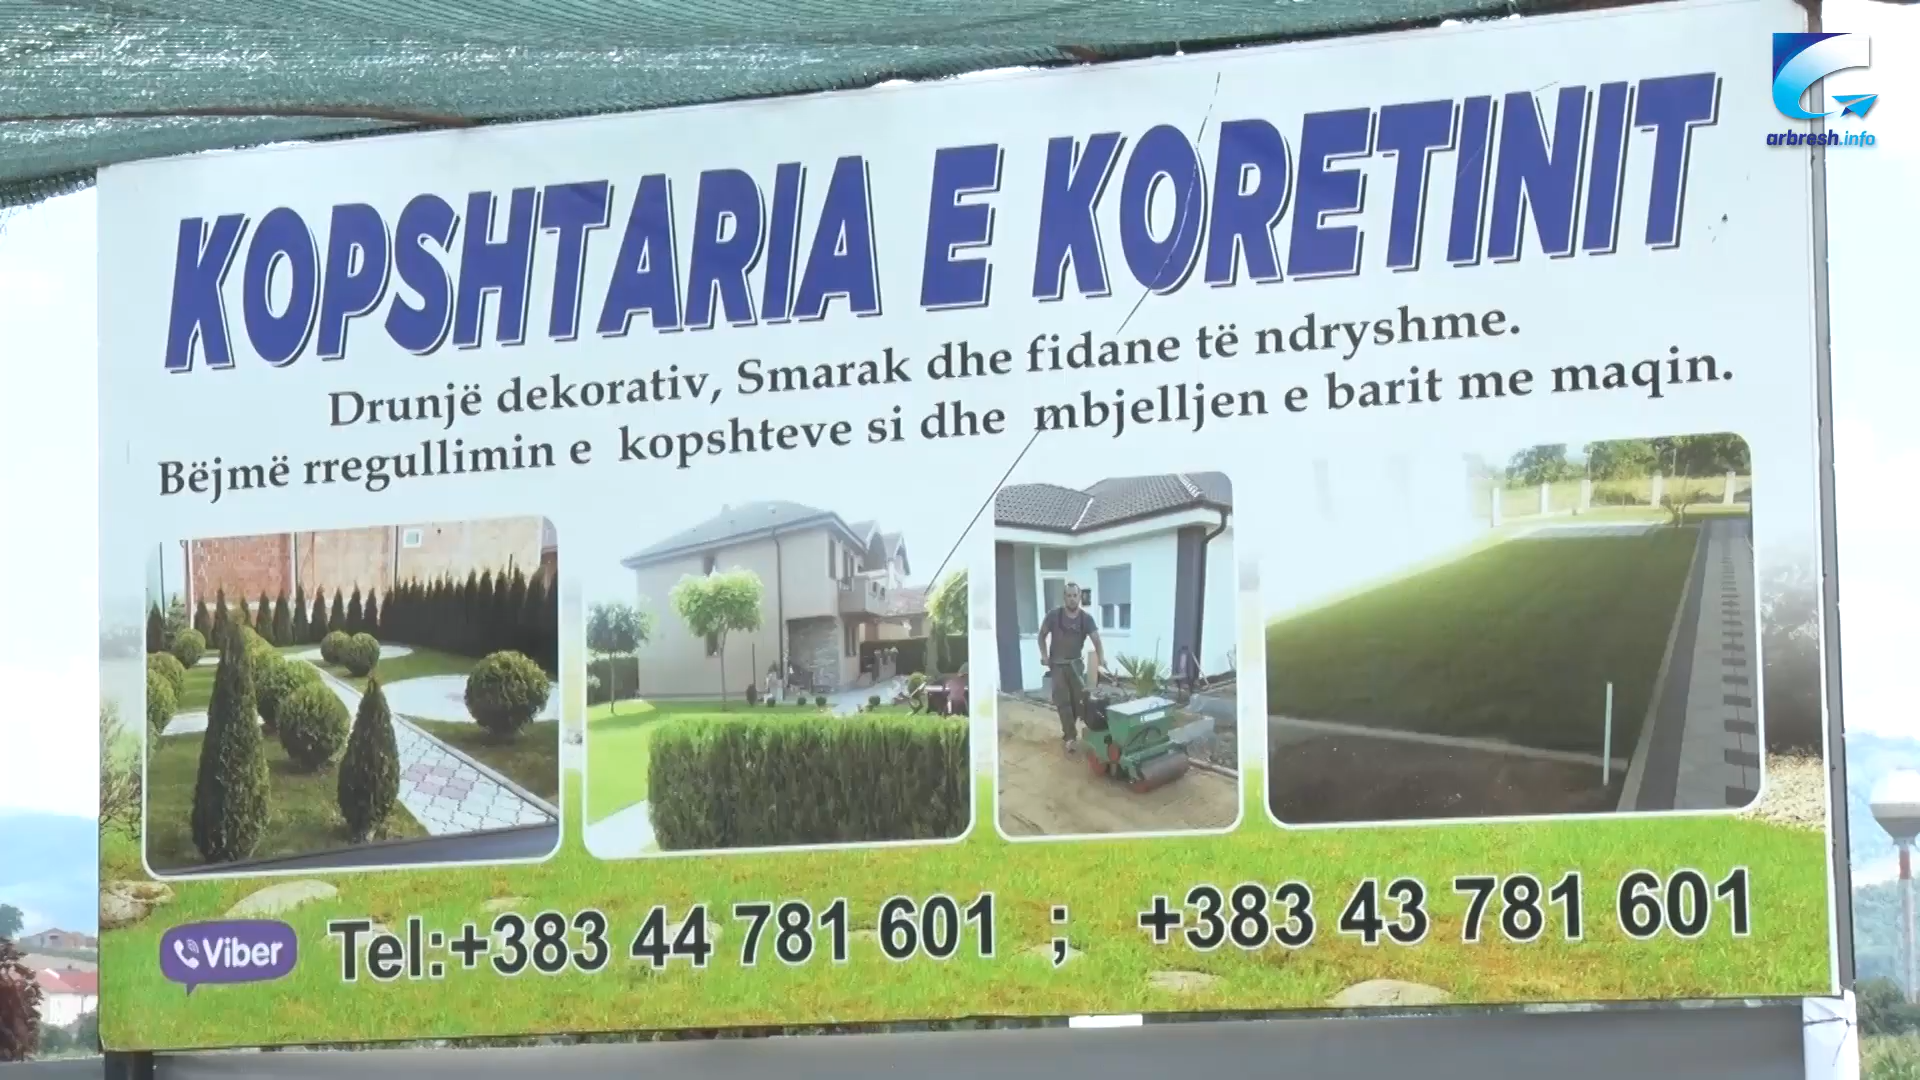 arbresh.info
KOPSHTARIA E KORETINIT
Drunjë dekorativ, Smarak dhe fidane të ndryshme.
Bëjmë rregullimin e kopshteve si dhe mbjelljen e barit me maqin.
Viber Tel:+383 44 781 601 ; +383 43 781 601